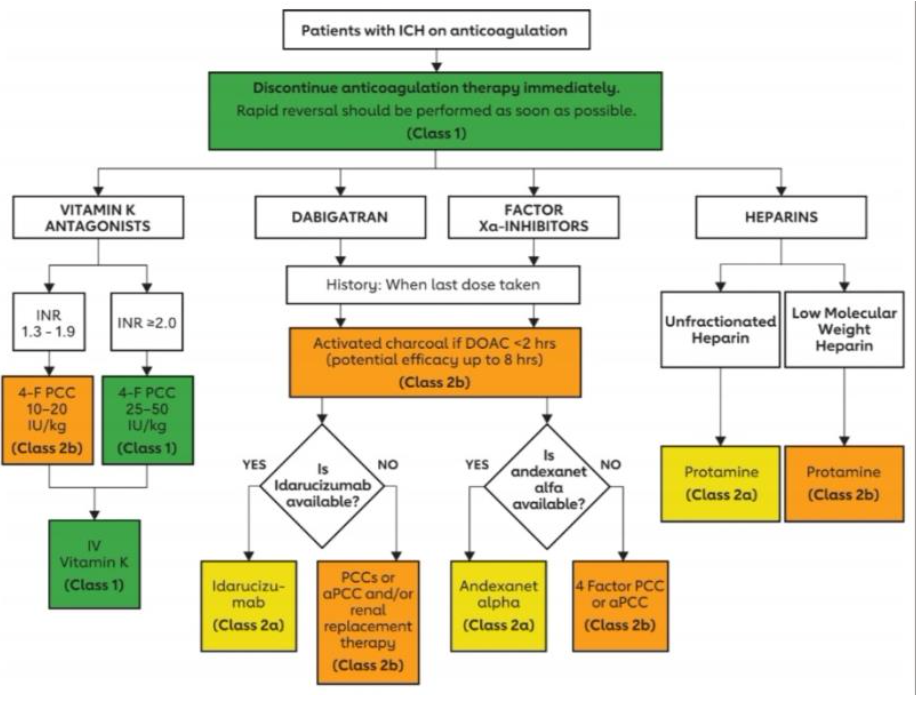 Patients with ICH on anticoagulation
Discontinue anticoagulation therapy immediately.
Rapid reversal should be performed as soon as possible.
(Class 1)
VITAMIN K
ANTAGONISTS
DABIGATRAN
FACTOR
Xa-INHIBITORS
HEPARINS
History: When last dose taken
INR
1.3 - 1.9
INR ≥2.0
Unfractionated
Heparin
Low Molecular
Weight
Heparin
Activated charcoal if DOAC <2 hrs
(potential efficacy up to 8 hrs)
(Class 2b)
4-F PCC
10–20
IU/kg
(Class 2b)
4-F PCC
25–50
IU/kg
(Class 1)
YES
Is
Idarucizumab
available?
NO
YES
Is
andexanet
alfa
available?
NO
Protamine
(Class 2a)
Protamine
(Class 2b)
IV
Vitamin K
(Class 1)
Idarucizu-
mab
(Class 2a)
PCCs or
aPCC and/or
renal
replacement
therapy
(Class 2b)
Andexanet
alpha
(Class 2a)
4 Factor PCC
or aPCC
(Class 2b)